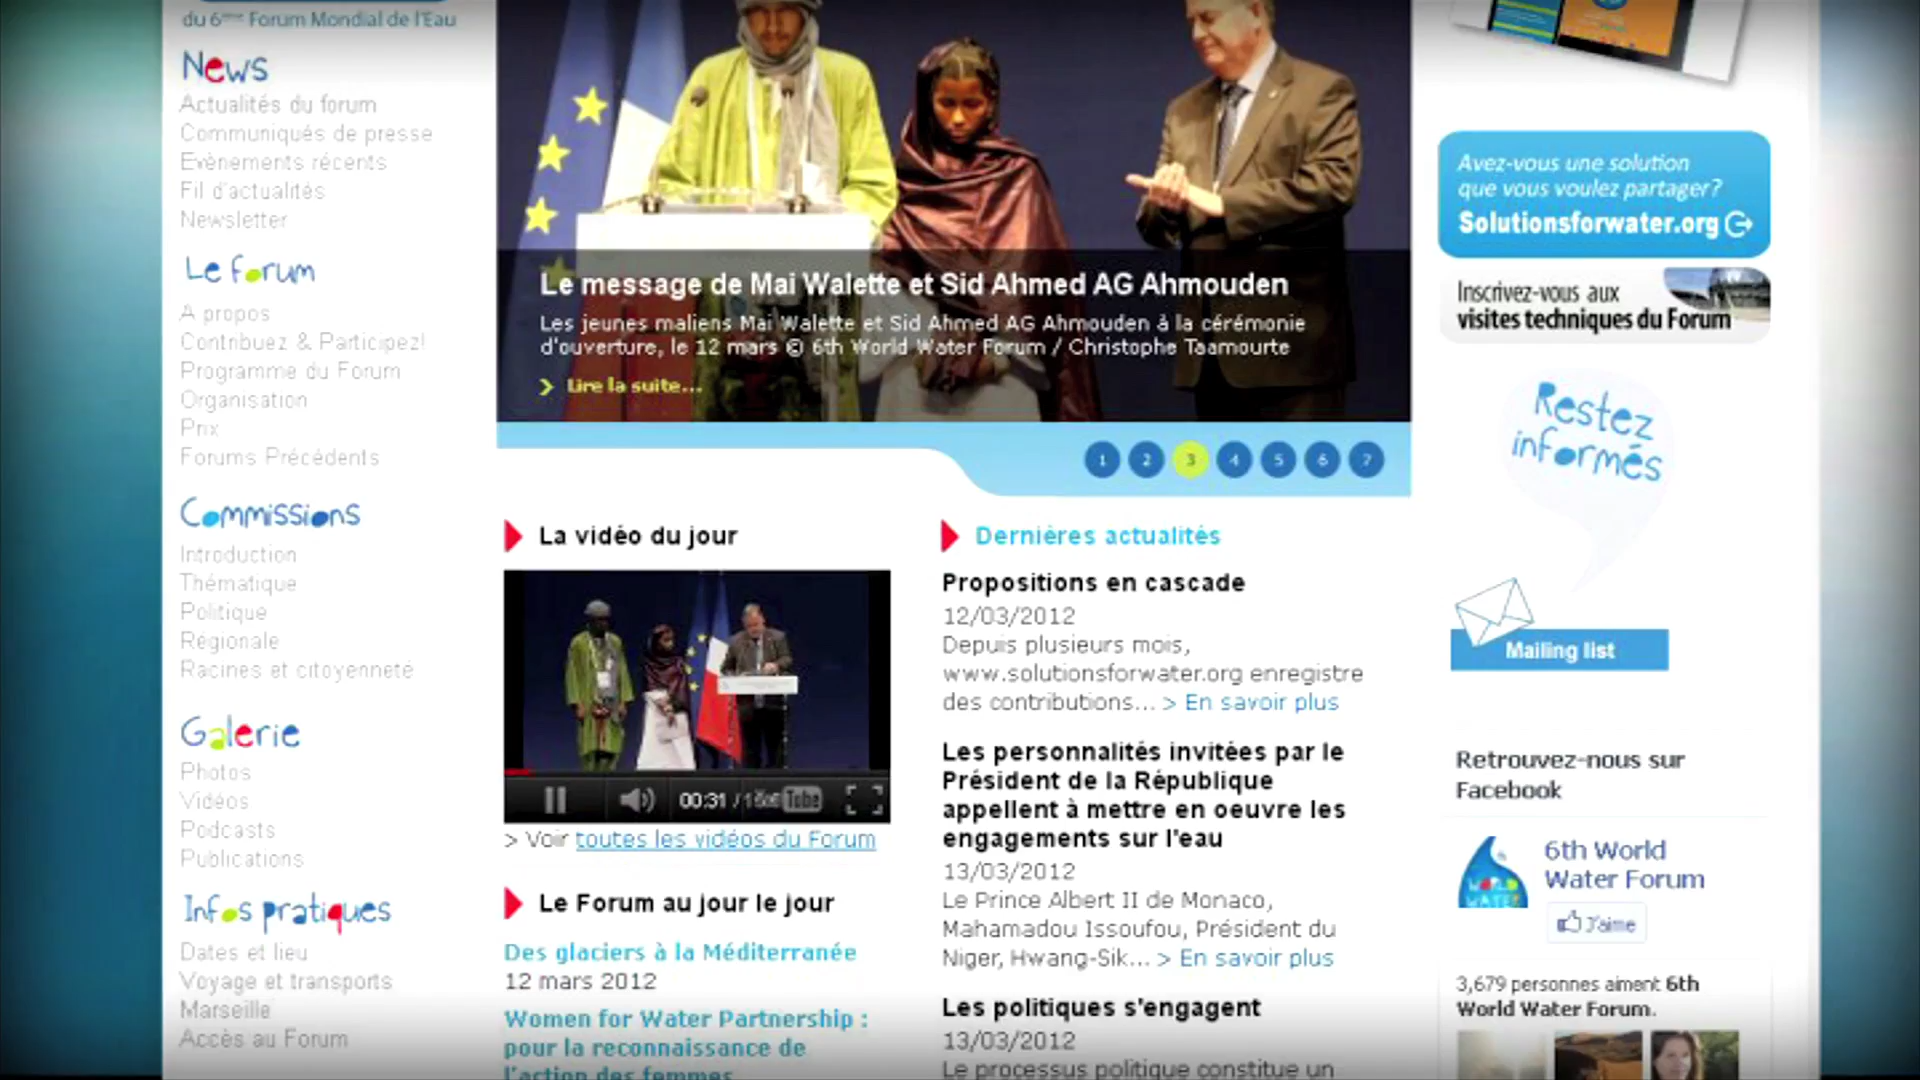 du 6ème Forum Mondial de l'Eau
News
Actualités du forum
Communiqués de presse
Evènements récents
Fil d'actualités
Newsletter
Le forum
A propos
Contribuez & Participez!
Programme du Forum
Organisation
Prix
Forums Précédents
Commissions
Introduction
Thématique
Politique
Régionale
Racines et citoyenneté
Galerie
Photos
Vidéos
Podcasts
Publications
Infos pratiques
Dates et lieu
Voyage et transports
Marseille
Accès au Forum
Le message de Mai Walette et Sid Ahmed AG Ahmouden
Les jeunes maliens Mai Walette et Sid Ahmed AG Ahmouden à la cérémonie
d'ouverture, le 12 mars © 6th World Water Forum / Christophe Taamourte
Lire la suite...
1 2 3 4 5 6 7
La vidéo du jour
00:31 /
Tube
> Voir toutes les vidéos du Forum
Le Forum au jour le jour
Des glaciers à la Méditerranée
12 mars 2012
Women for Water Partnership :
pour la reconnaissance de
l'action des femmes
Dernières actualités
Propositions en cascade
12/03/2012
Depuis plusieurs mois,
www.solutionsforwater.org enregistre
des contributions... > En savoir plus
Les personnalités invitées par le
Président de la République
appellent à mettre en oeuvre les
engagements sur l'eau
13/03/2012
Le Prince Albert II de Monaco,
Mahamadou Issoufou, Président du
Niger, Hwang-Sik... > En savoir plus
Les politiques s'engagent
13/03/2012
Le processus politique constitue un
Avez-vous une solution
que vous voulez partager?
Solutionsforwater.org
Inscrivez-vous aux
visites techniques du Forum
Restez
informés
Mailing list
Retrouvez-nous sur
Facebook
6th World
Water Forum
WORLD
WATER
J'aime
3,679 personnes aiment 6th
World Water Forum.